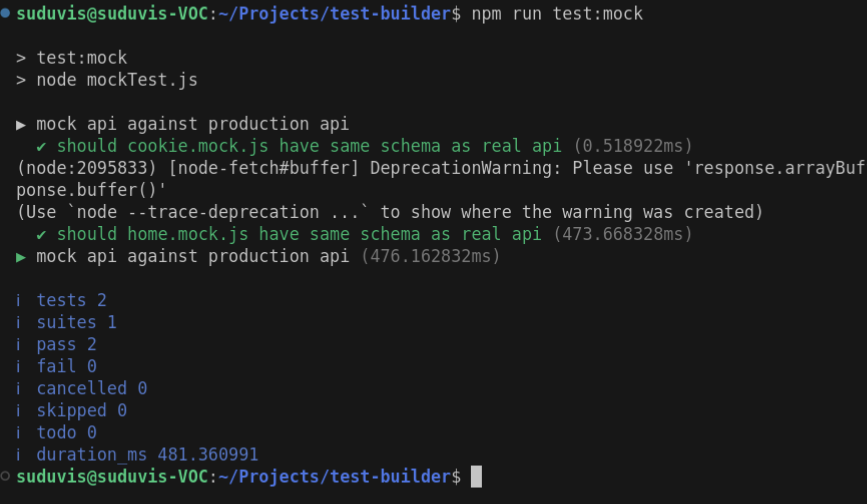 suduvis@suduvis-VOC:~/Projects/test-builder$ npm run test:mock
> test:mock
> node mockTest.js
▶ mock api against production api
✔ should cookie.mock.js have same schema as real api (0.518922ms)
(node:2095833) [node-fetch#buffer] DeprecationWarning: Please use 'response.arrayBuf
ponse.buffer()'
(Use `node --trace-deprecation ...` to show where the warning was created)
✔ should home.mock.js have same schema as real api (473.668328ms)
▶ mock api against production api (476.162832ms)
ℹ tests 2
ℹ suites 1
ℹ pass 2
ℹ fail 0
ℹ cancelled 0
ℹ skipped 0
ℹ todo 0
ℹ duration_ms 481.360991
suduvis@suduvis-VOC:~/Projects/test-builder$